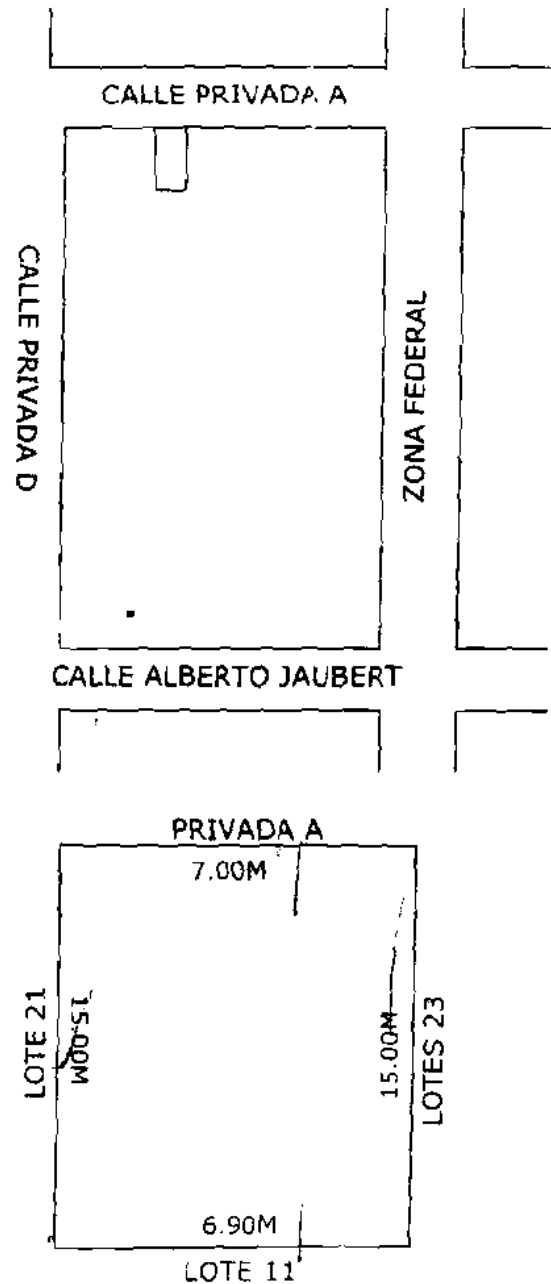 CALLE PRIVADA A
CALLE PRIVADA D
ZONA FEDERAL
CALLE ALBERTO JAUBERT
PRIVADA A
7.00M
LOTE 21
15.00M
15.00M
LOTES 23
6.90M
LOTE 11